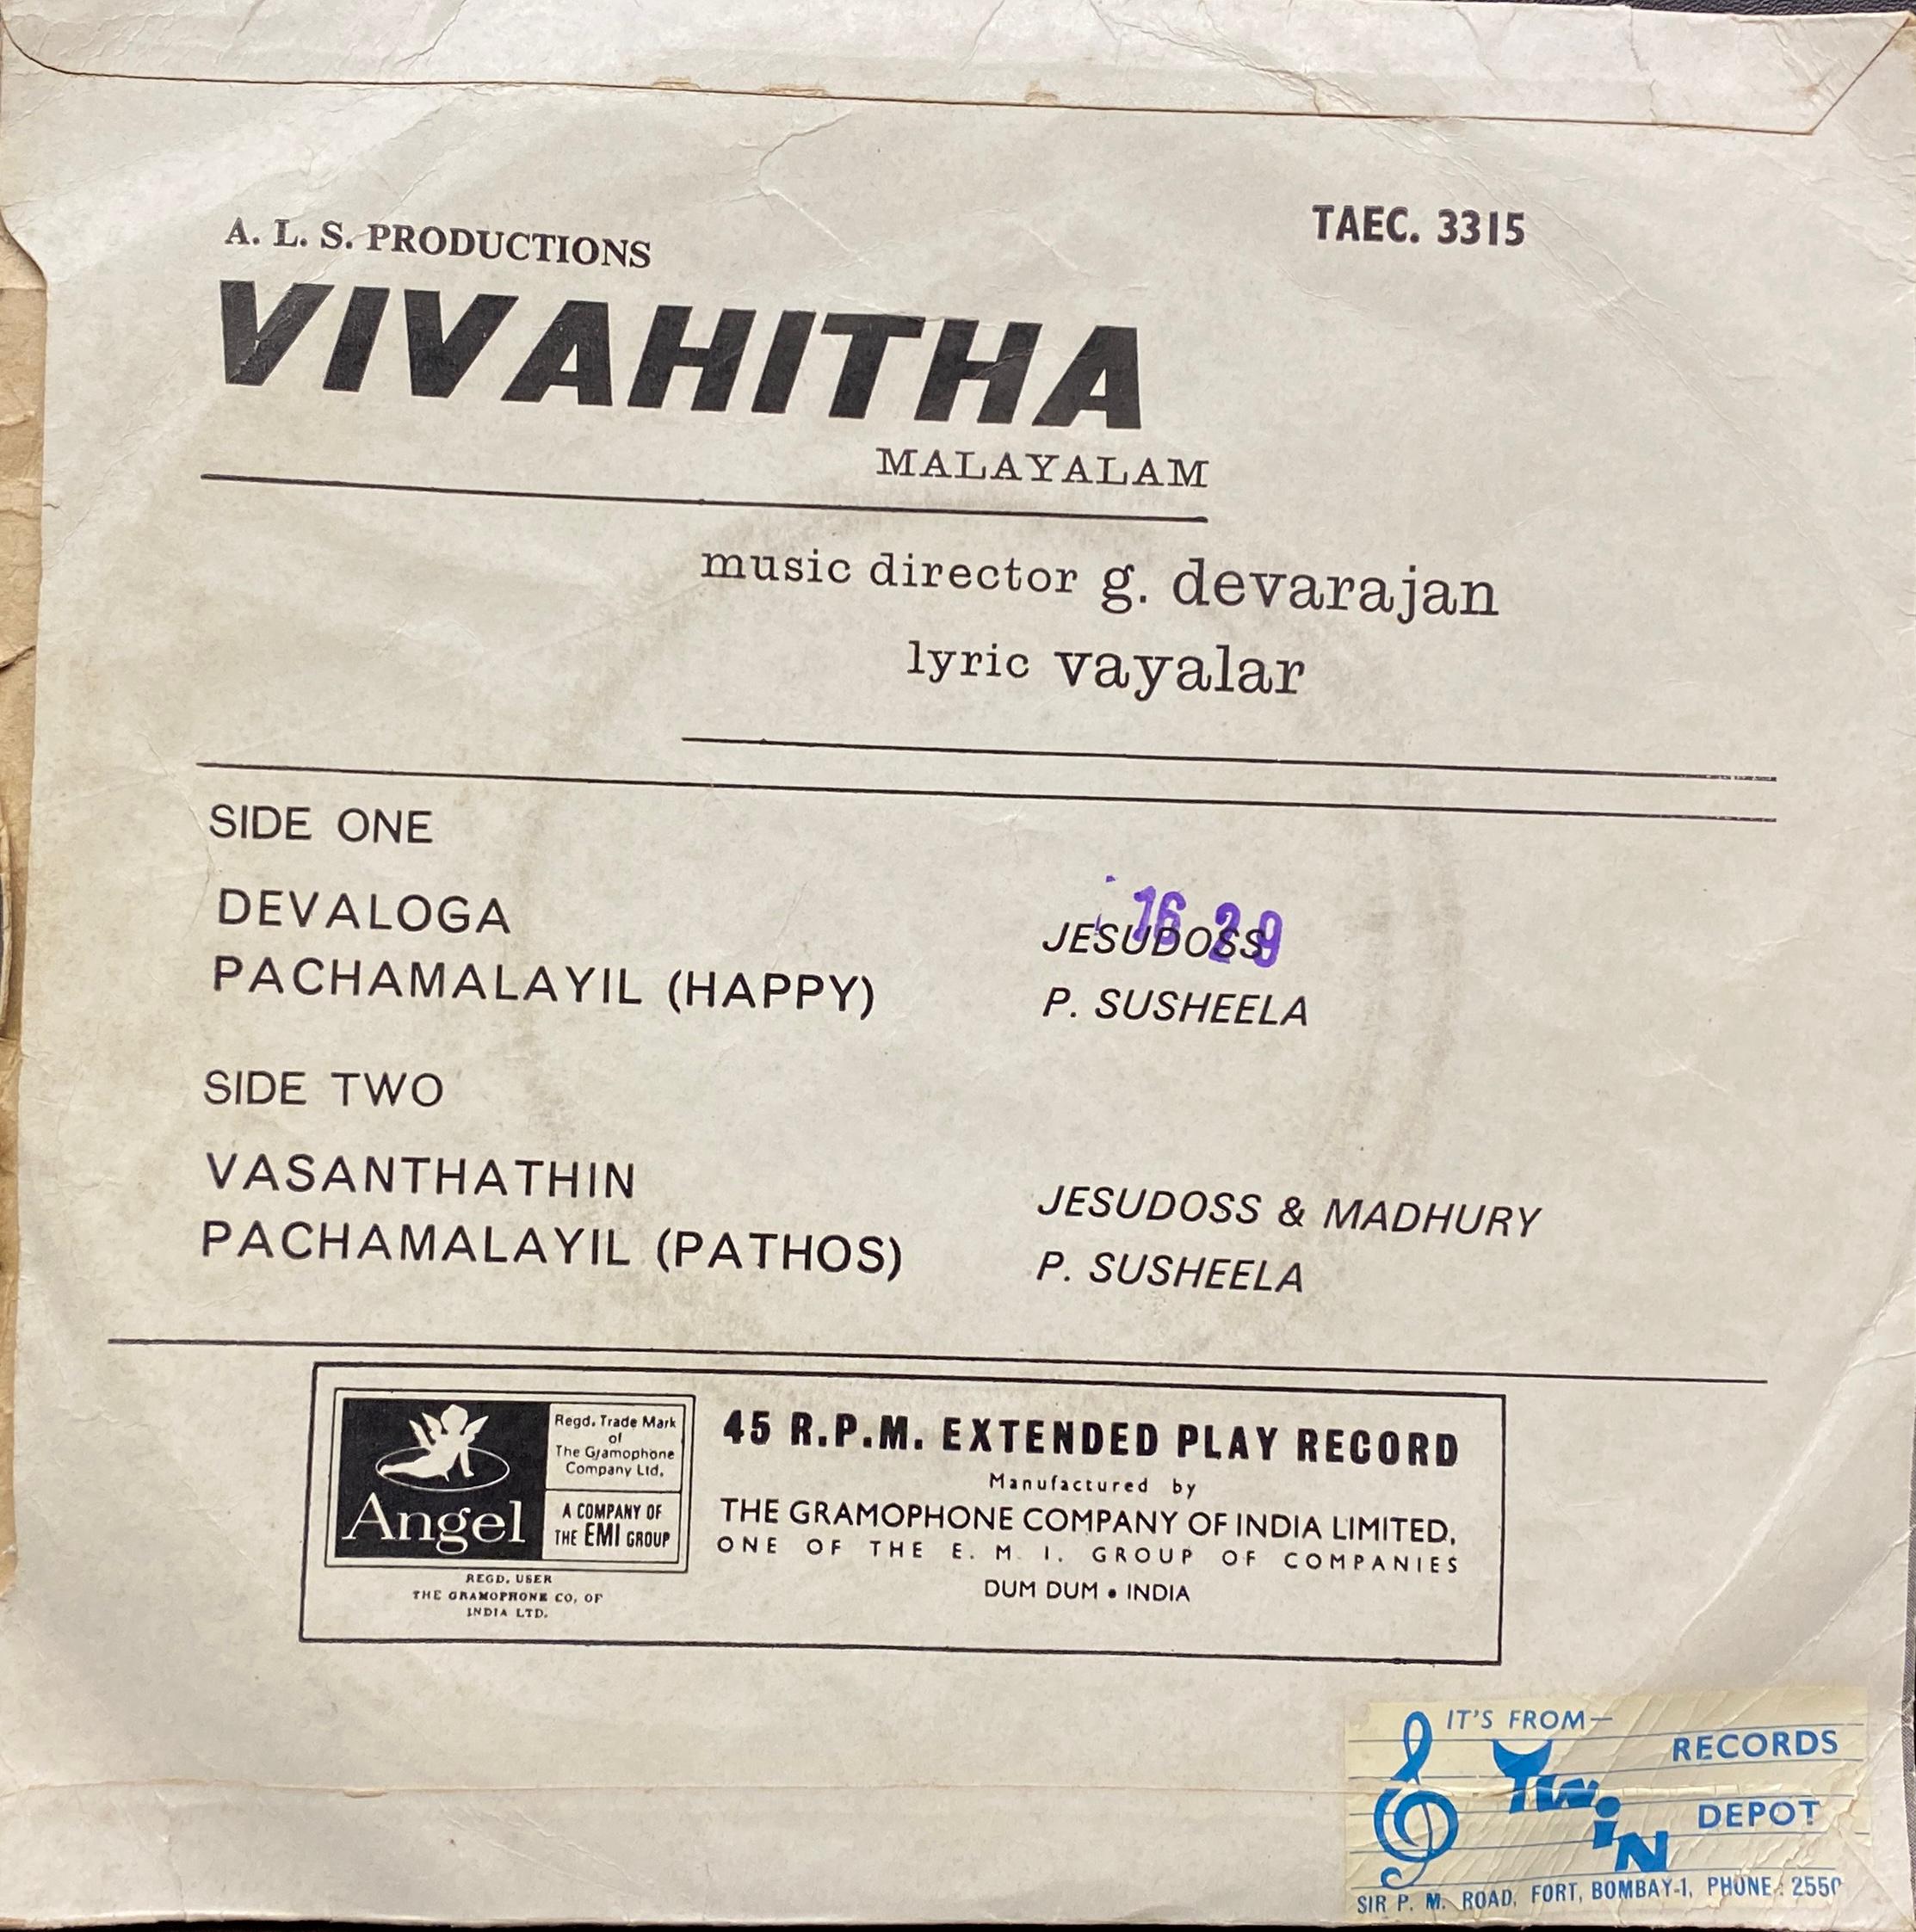 A. L. S. PRODUCTIONS
TAEC. 3315
VIVAHITHA
MALAYALAM
music director g. devarajan
lyric vayalar
SIDE ONE
DEVALOGA JESUDOSS
16 29
PACHAMALAYIL (HAPPY) P. SUSHEELA
SIDE TWO
VASANTHATHIN JESUDOSS & MADHURY
PACHAMALAYIL (PATHOS) P. SUSHEELA
Angel
Regd. Trade Mark
of
The Gramophone
Company Ltd.
A COMPANY OF
THE EMI GROUP
REGD. USER
THE GRAMOPHONE CO. OF
INDIA LTD.
45 R.P.M. EXTENDED PLAY RECORD
Manufactured by
THE GRAMOPHONE COMPANY OF INDIA LIMITED,
ONE OF THE E. M. I. GROUP OF COMPANIES
DUM DUM • INDIA
IT'S FROM—
TWIN RECORDS
DEPOT
SIR P. M. ROAD, FORT, BOMBAY-1, PHONE: